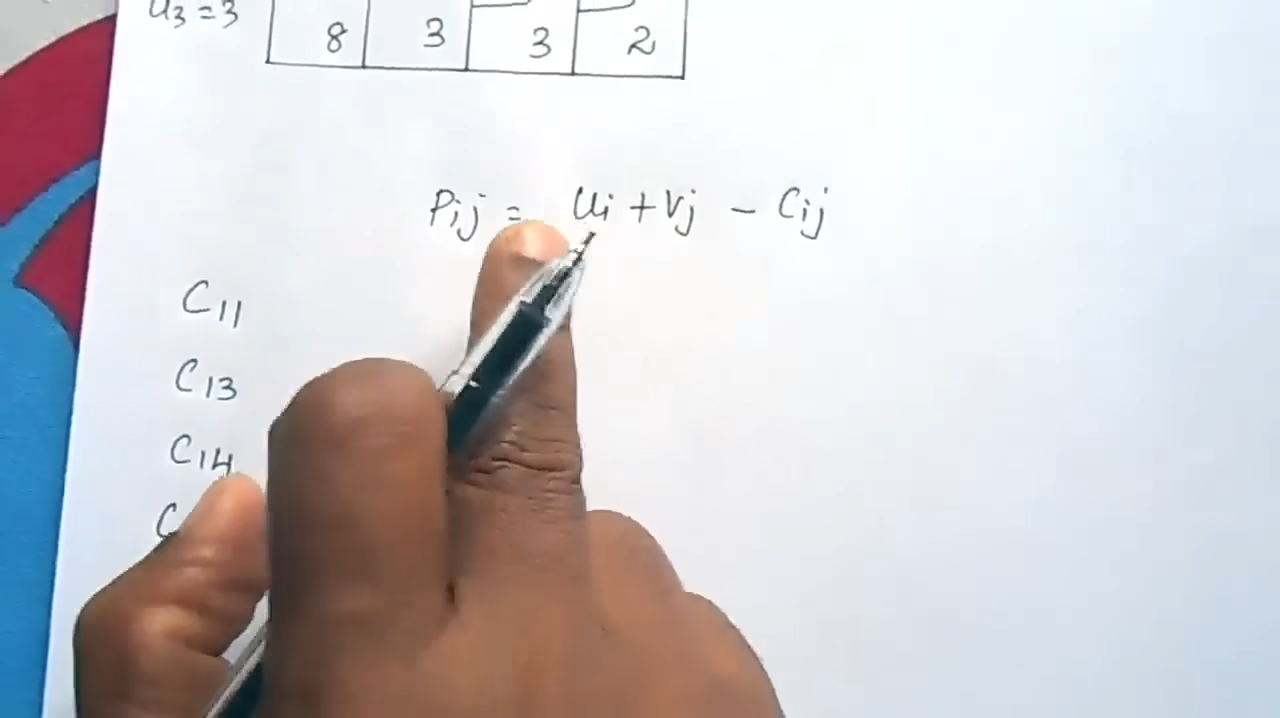 u3 = 3
8 3 3 2
Pij = Ui + Vj - Cij
C11
C13
C14
C